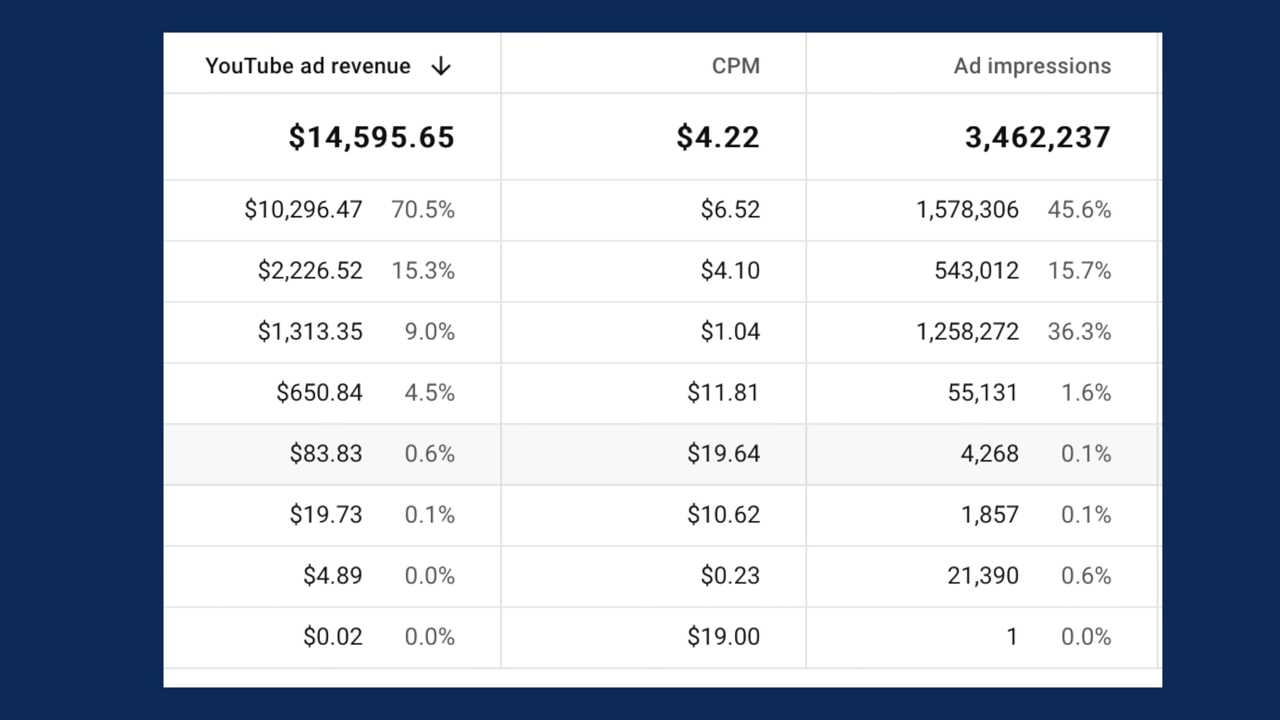 YouTube ad revenue ↓ CPM Ad impressions
$14,595.65 $4.22 3,462,237
$10,296.47 70.5% $6.52 1,578,306 45.6%
$2,226.52 15.3% $4.10 543,012 15.7%
$1,313.35 9.0% $1.04 1,258,272 36.3%
$650.84 4.5% $11.81 55,131 1.6%
$83.83 0.6% $19.64 4,268 0.1%
$19.73 0.1% $10.62 1,857 0.1%
$4.89 0.0% $0.23 21,390 0.6%
$0.02 0.0% $19.00 1 0.0%